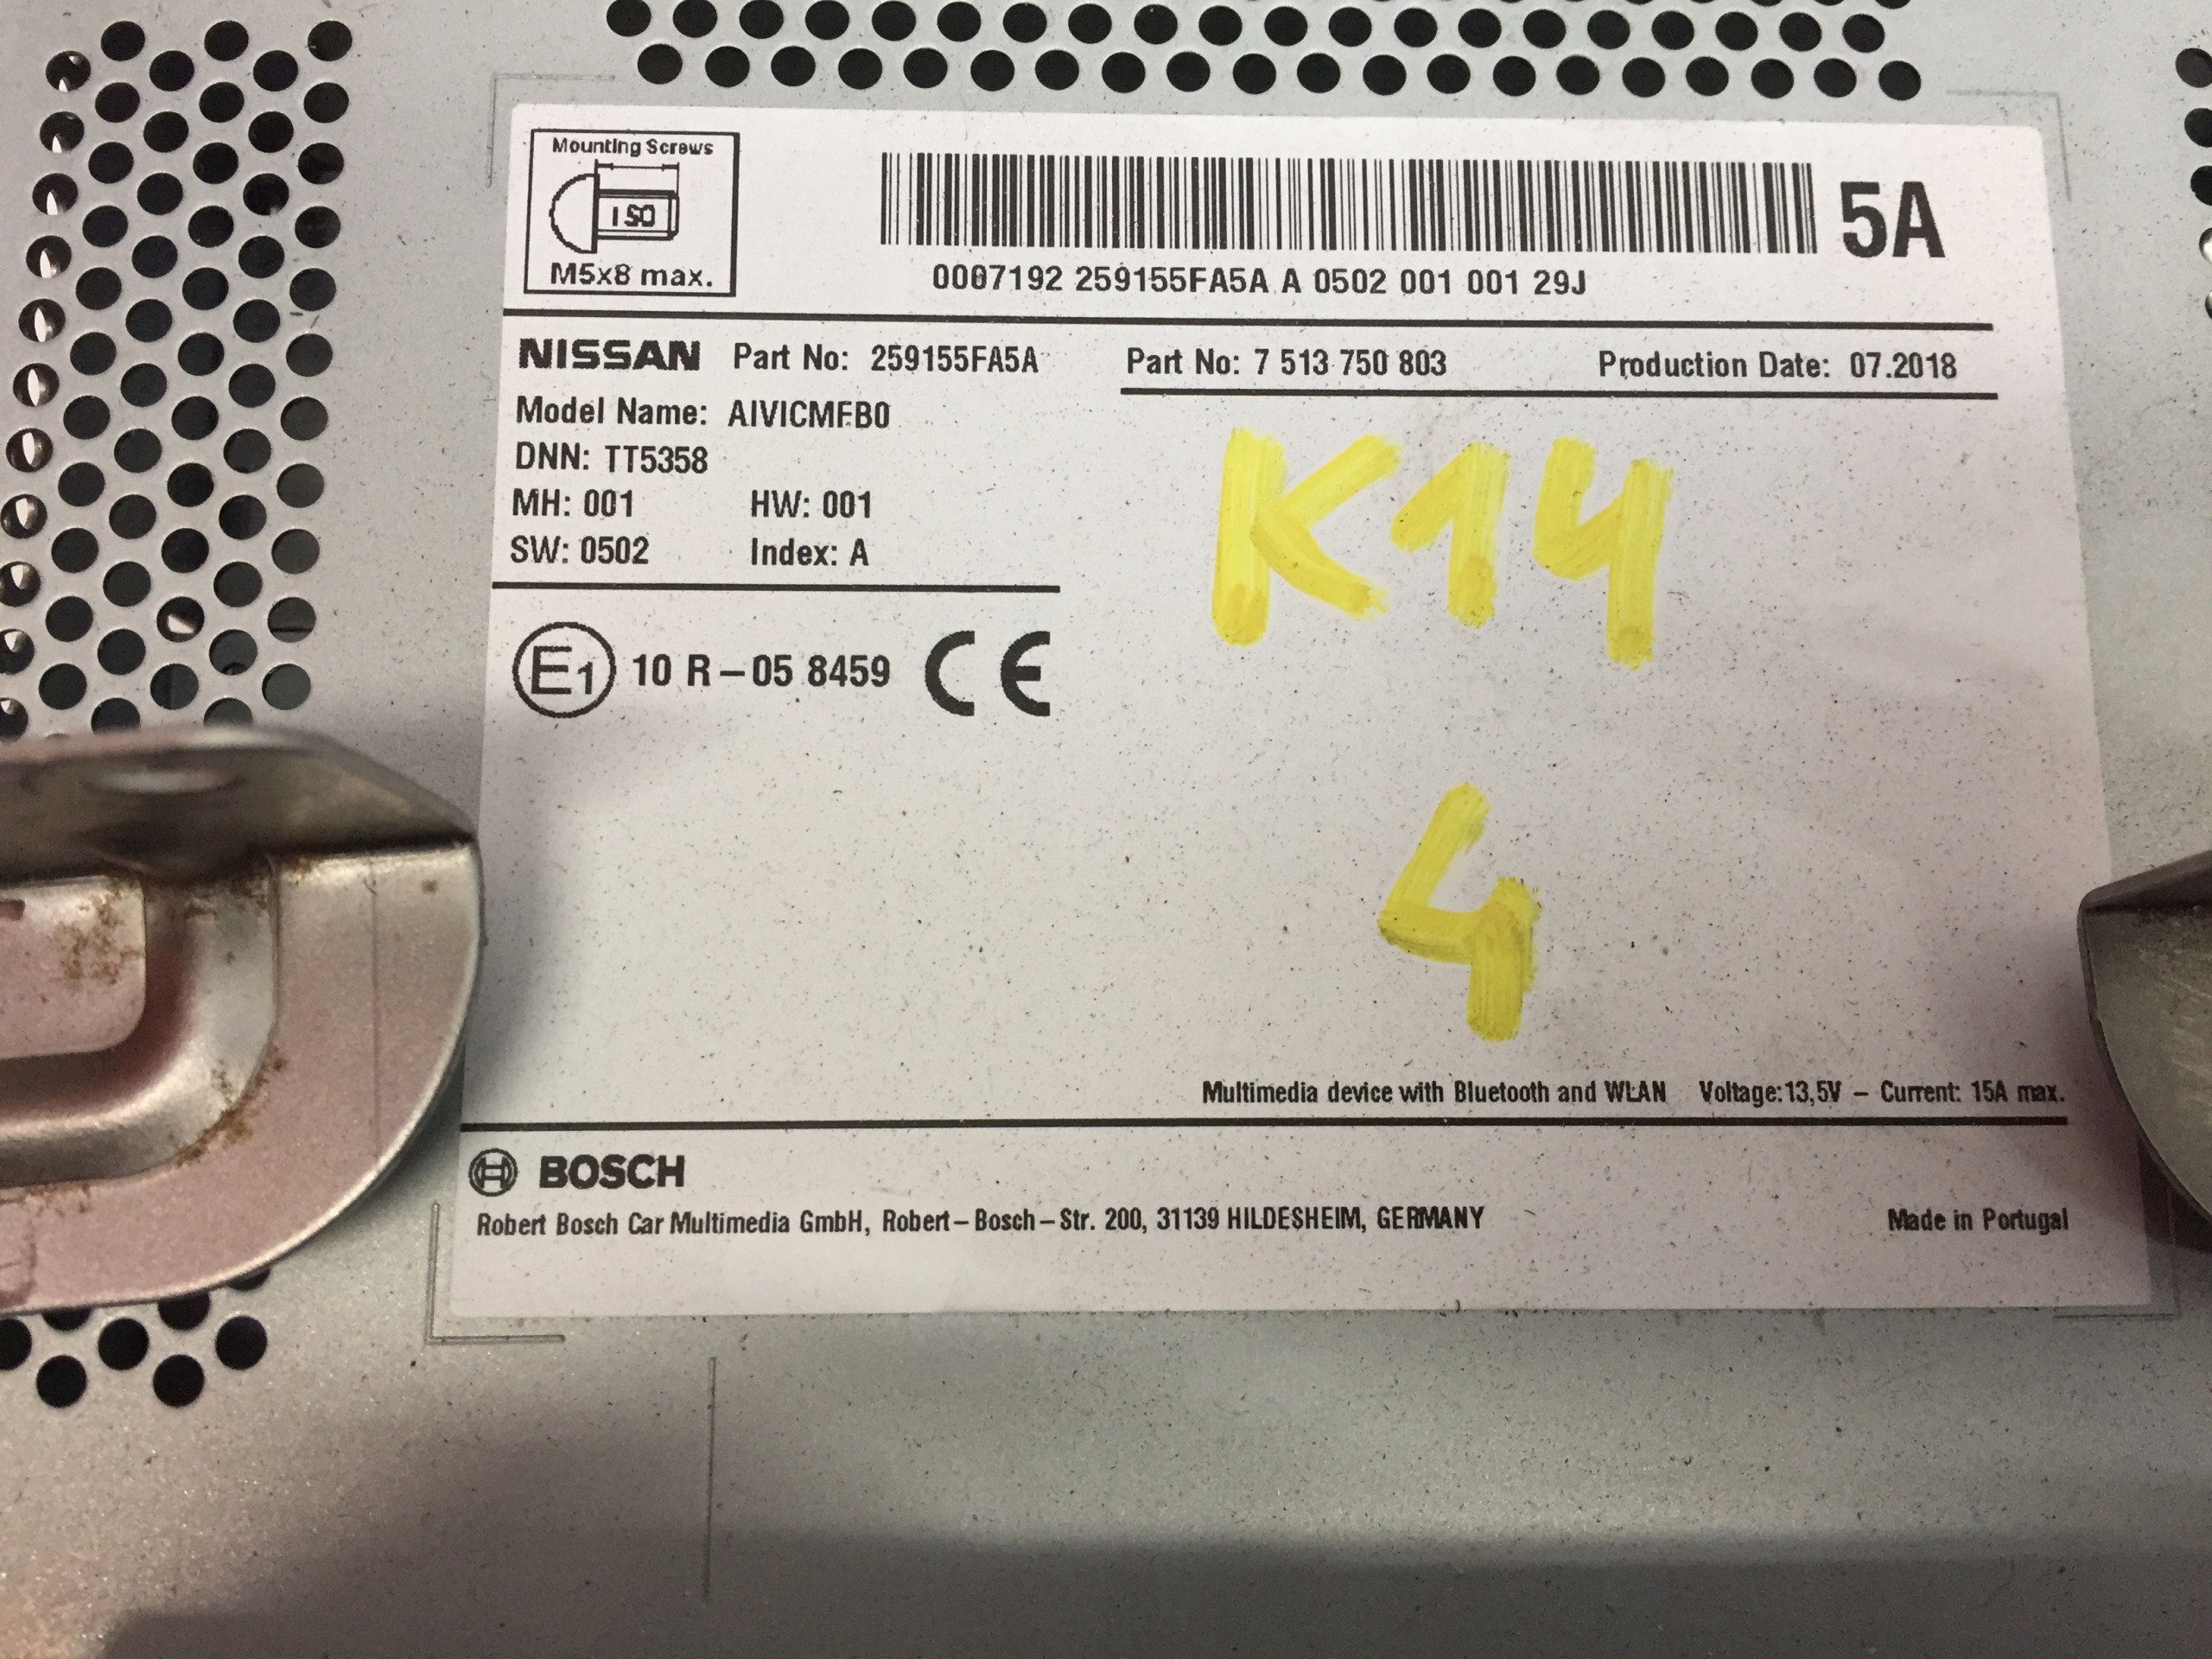 Mounting Screws
ISO
M5x8 max.
5A
0007192 259155FA5A A 0502 001 001 29J
NISSAN Part No: 259155FA5A Part No: 7 513 750 803 Production Date: 07.2018
Model Name: AIVICMFB0
DNN: TT5358
MH: 001 HW: 001
SW: 0502 Index: A
K14
E1 10 R-05 8459 CE
4
Multimedia device with Bluetooth and WLAN Voltage:13,5V - Current: 15A max.
BOSCH
Robert Bosch Car Multimedia GmbH, Robert-Bosch-Str. 200, 31139 HILDESHEIM, GERMANY Made in Portugal